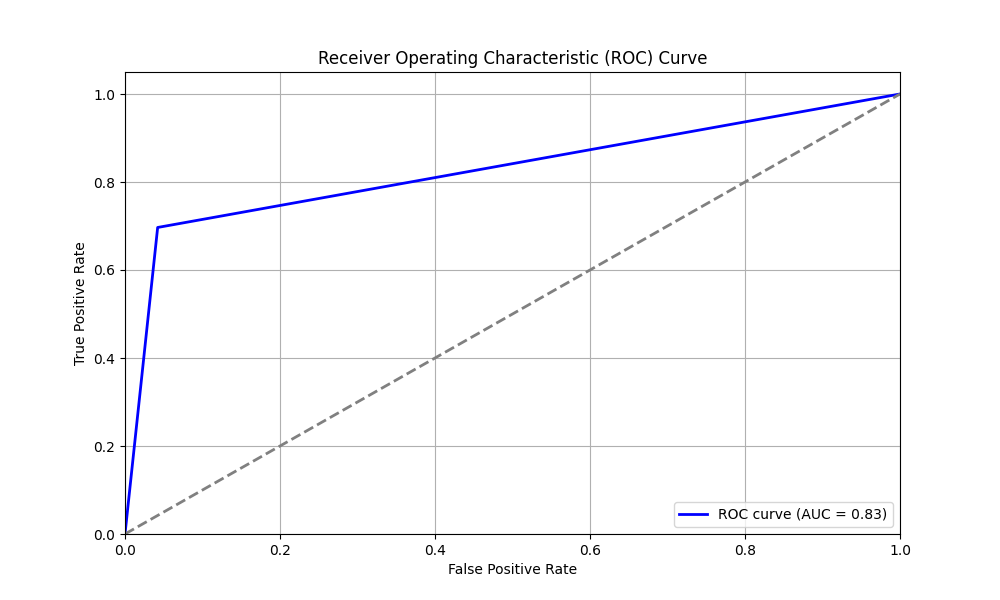 Receiver Operating Characteristic (ROC) Curve
True Positive Rate
1.0
0.8
0.6
0.4
0.2
0.0
ROC curve (AUC = 0.83)
0.0 0.2 0.4 0.6 0.8 1.0
False Positive Rate